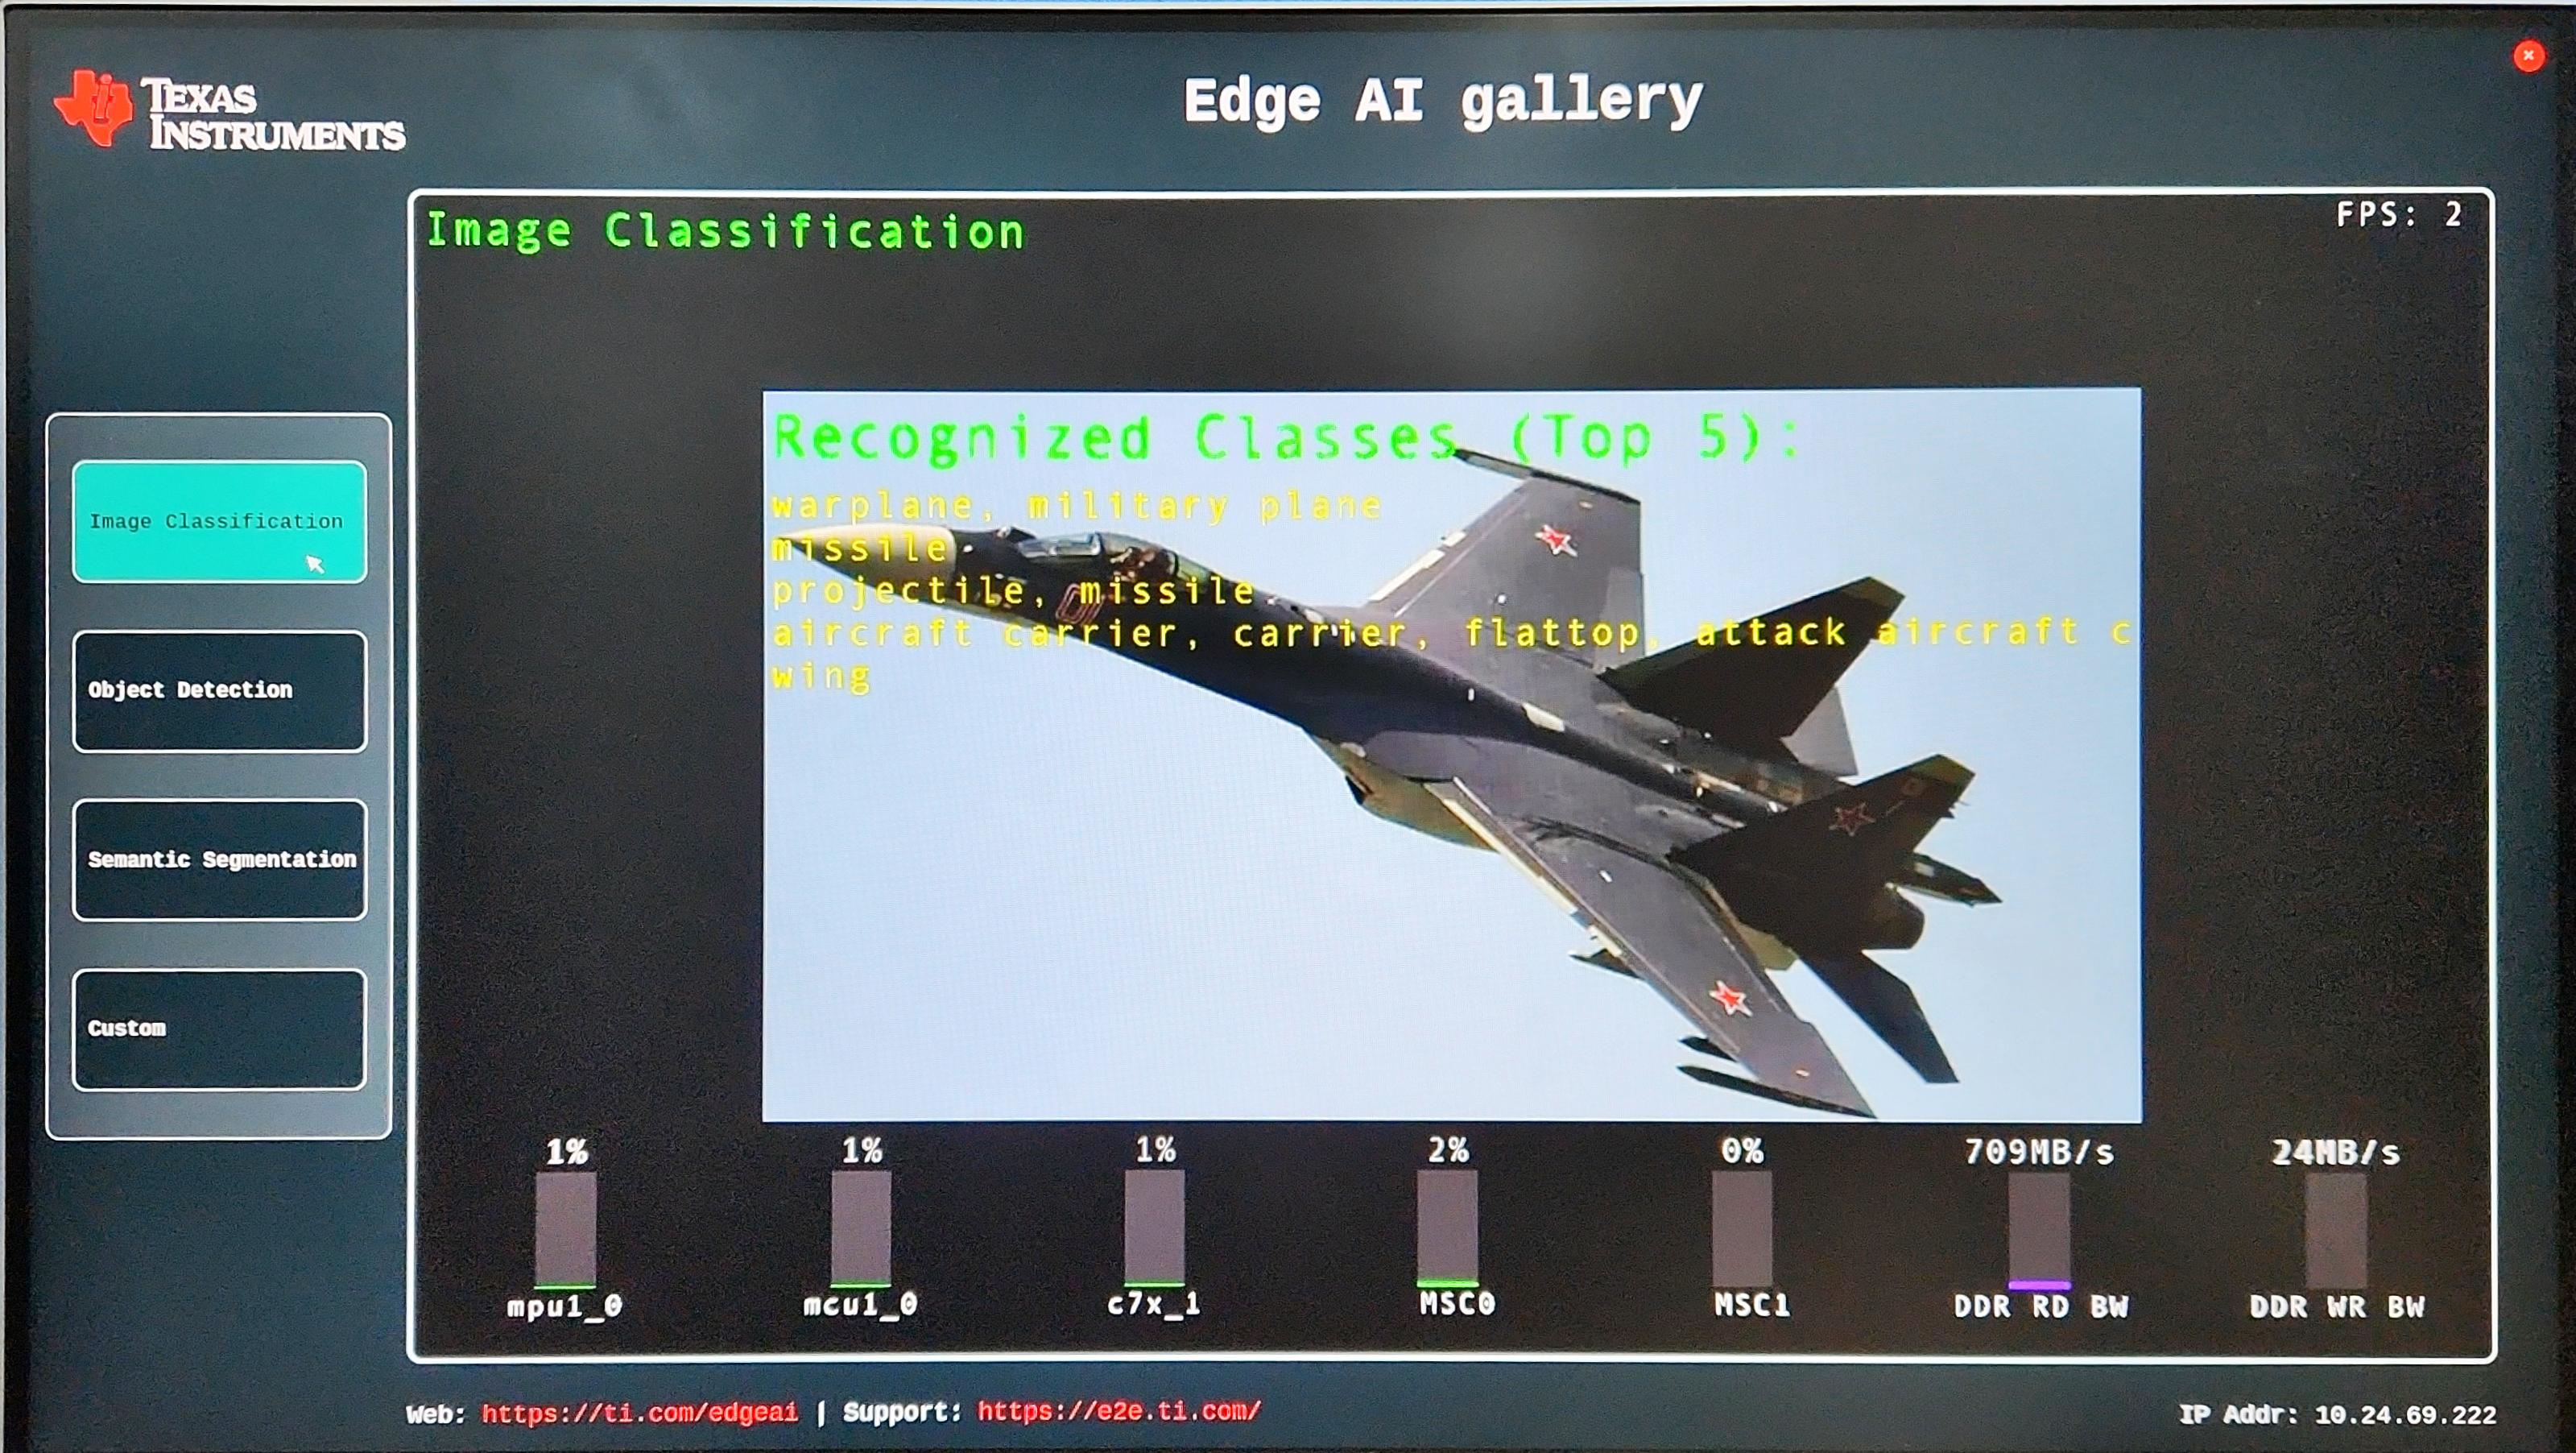 TEXAS
INSTRUMENTS
Edge AI gallery
Image Classification
FPS: 2
Recognized Classes (Top 5):
warplane, military plane
missile
projectile, missile
aircraft carrier, carrier, flattop, attack aircraft c
wing
Image Classification
Object Detection
Semantic Segmentation
Custom
1% 1% 1% 2% 0% 709MB/s 24MB/s
mpu1_0 mcu1_0 c7x_1 MSC0 MSC1 DDR RD BW DDR WR BW
Web: https://ti.com/edgeai | Support: https://e2e.ti.com/
IP Addr: 10.24.69.222